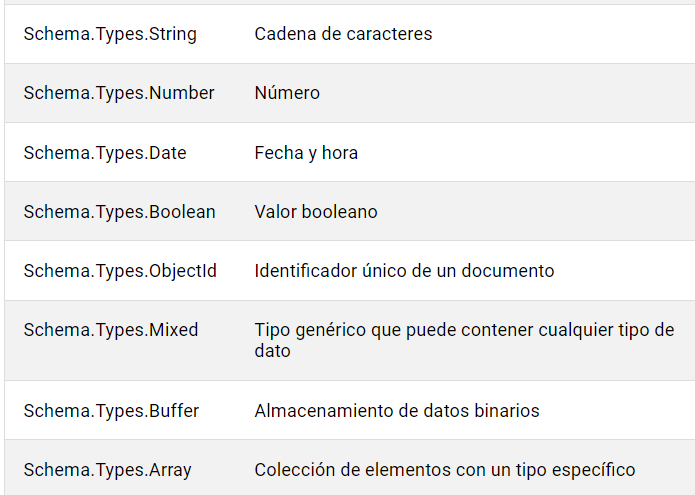 Schema.Types.String Cadena de caracteres
Schema.Types.Number Número
Schema.Types.Date Fecha y hora
Schema.Types.Boolean Valor booleano
Schema.Types.ObjectId Identificador único de un documento
Schema.Types.Mixed Tipo genérico que puede contener cualquier tipo de
dato
Schema.Types.Buffer Almacenamiento de datos binarios
Schema.Types.Array Colección de elementos con un tipo específico